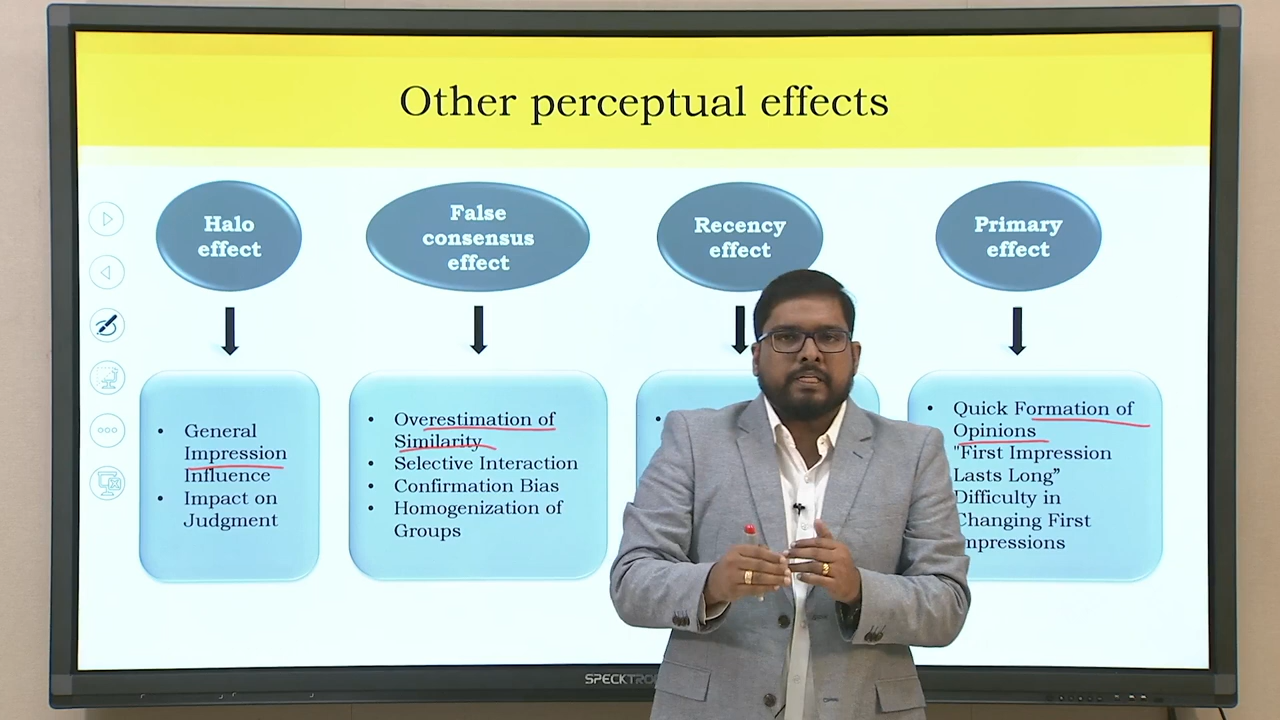 Other perceptual effects
Halo
effect
False
consensus
effect
Recency
effect
Primary
effect
• General
Impression
Influence
• Impact on
Judgment
• Overestimation of
Similarity
• Selective Interaction
• Confirmation Bias
• Homogenization of
Groups
•
• Quick Formation of
Opinions
"First Impression
Lasts Long”
Difficulty in
Changing First
mpressions
SPECKTRO